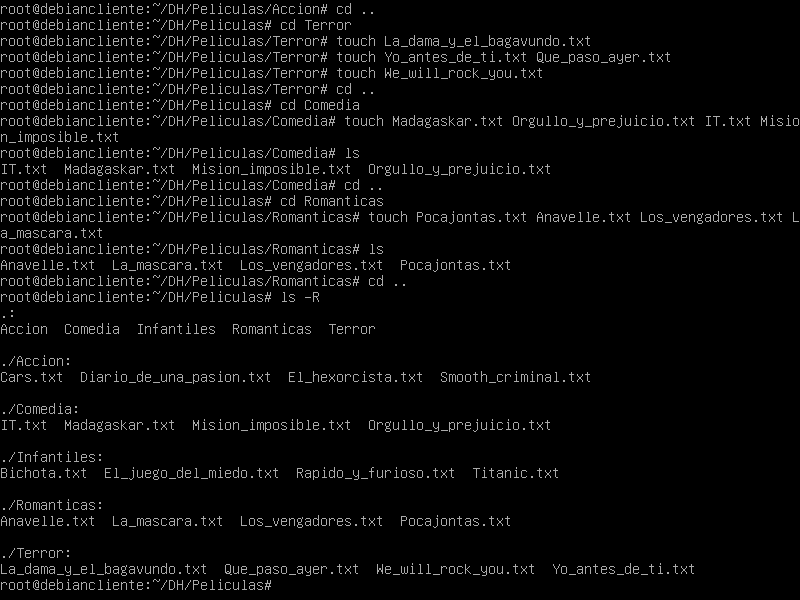 root@debiancliente:~/DH/Peliculas/Accion# cd ..
root@debiancliente:~/DH/Peliculas# cd Terror
root@debiancliente:~/DH/Peliculas/Terror# touch La_dama_y_el_bagavundo.txt
root@debiancliente:~/DH/Peliculas/Terror# touch Yo_antes_de_ti.txt Que_paso_ayer.txt
root@debiancliente:~/DH/Peliculas/Terror# touch We_will_rock_you.txt
root@debiancliente:~/DH/Peliculas/Terror# cd ..
root@debiancliente:~/DH/Peliculas# cd Comedia
root@debiancliente:~/DH/Peliculas/Comedia# touch Madagaskar.txt Orgullo_y_prejuicio.txt IT.txt Misio
n_imposible.txt
root@debiancliente:~/DH/Peliculas/Comedia# ls
IT.txt  Madagaskar.txt  Mision_imposible.txt  Orgullo_y_prejuicio.txt
root@debiancliente:~/DH/Peliculas/Comedia# cd ..
root@debiancliente:~/DH/Peliculas# cd Romanticas
root@debiancliente:~/DH/Peliculas/Romanticas# touch Pocajontas.txt Anavelle.txt Los_vengadores.txt L
a_mascara.txt
root@debiancliente:~/DH/Peliculas/Romanticas# ls
Anavelle.txt  La_mascara.txt  Los_vengadores.txt  Pocajontas.txt
root@debiancliente:~/DH/Peliculas/Romanticas# cd ..
root@debiancliente:~/DH/Peliculas# ls -R
.:
Accion  Comedia  Infantiles  Romanticas  Terror

./Accion:
Cars.txt  Diario_de_una_pasion.txt  El_hexorcista.txt  Smooth_criminal.txt

./Comedia:
IT.txt  Madagaskar.txt  Mision_imposible.txt  Orgullo_y_prejuicio.txt

./Infantiles:
Bichota.txt  El_juego_del_miedo.txt  Rapido_y_furioso.txt  Titanic.txt

./Romanticas:
Anavelle.txt  La_mascara.txt  Los_vengadores.txt  Pocajontas.txt

./Terror:
La_dama_y_el_bagavundo.txt  Que_paso_ayer.txt  We_will_rock_you.txt  Yo_antes_de_ti.txt
root@debiancliente:~/DH/Peliculas#